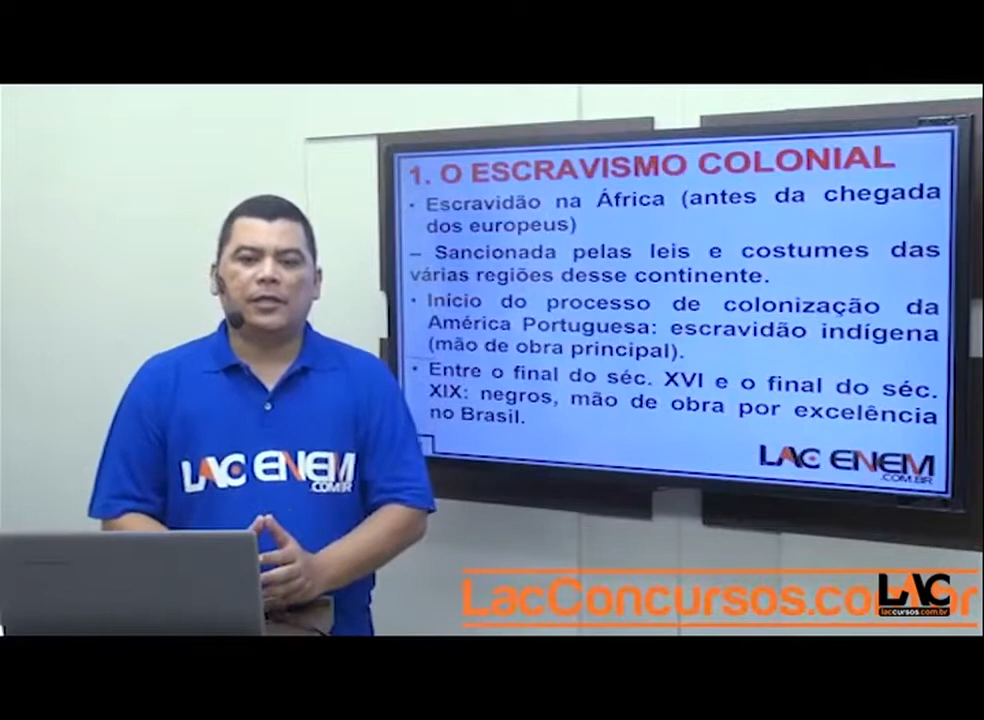 1. O ESCRAVISMO COLONIAL
• Escravidão na África (antes da chegada
dos europeus)
– Sancionada pelas leis e costumes das
várias regiões desse continente.
• Início do processo de colonização da
América Portuguesa: escravidão indígena
(mão de obra principal).
• Entre o final do séc. XVI e o final do séc.
XIX: negros, mão de obra por excelência
no Brasil.
LAC ENEM
.COM.BR
LAC ENEM
.COM.BR
LacConcursos.com.br
LAC
laccursos.com.br